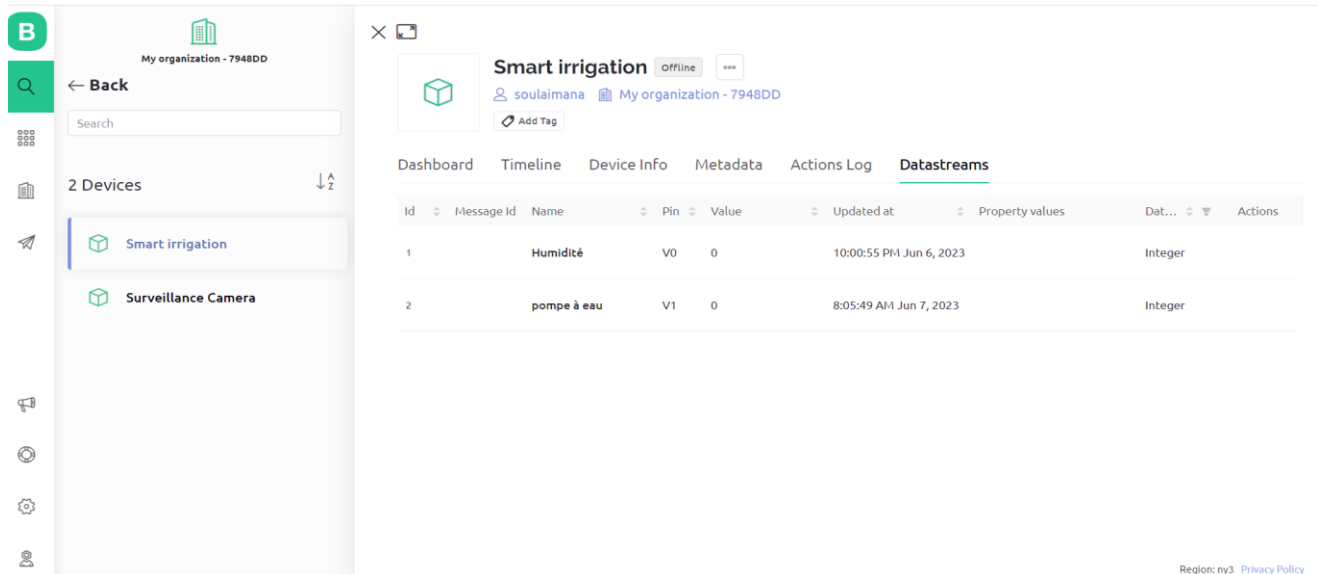 B
My organization - 7948DD
← Back
Search
2 Devices
Smart irrigation
Surveillance Camera
Smart irrigation Offline
soulaimana My organization - 7948DD
Add Tag
Dashboard Timeline Device Info Metadata Actions Log Datastreams
Id Message Id Name Pin Value Updated at Property values Dat... Actions
1 Humidité V0 0 10:00:55 PM Jun 6, 2023 Integer
2 pompe à eau V1 0 8:05:49 AM Jun 7, 2023 Integer
Region: ny3 Privacy Policy